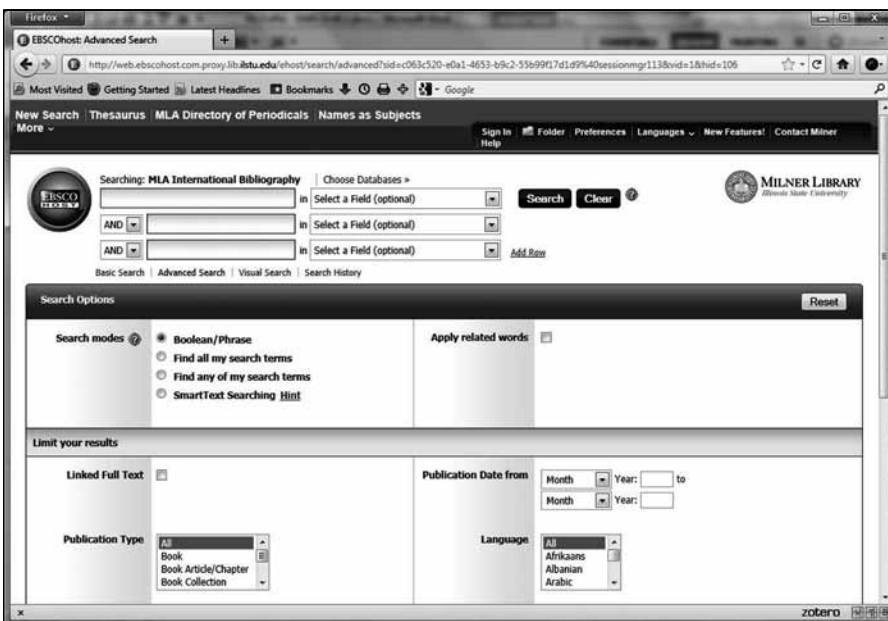 Firefox
EBSCOhost: Advanced Search
+
http://web.ebscohost.com.proxy.lib.ilstu.edu/ehost/search/advanced?sid=c063c520-e0a1-4653-b9c2-55b99f17d1d9%40sessionmgr113&vid=1&hid=106
Most Visited Getting Started Latest Headlines Bookmarks Google
New Search Thesaurus MLA Directory of Periodicals Names as Subjects
More
Sign In Folder Preferences Languages New Features! Contact Milner
Help
Searching: MLA International Bibliography Choose Databases »
EBSCO HOST
in Select a Field (optional) Search Clear ?
MILNER LIBRARY
Illinois State University
AND in Select a Field (optional)
AND in Select a Field (optional) Add Row
Basic Search | Advanced Search | Visual Search | Search History
Search Options Reset
Search modes ? Boolean/Phrase Apply related words
Find all my search terms
Find any of my search terms
SmartText Searching Hint
Limit your results
Linked Full Text Publication Date from Month Year: to
Month Year:
Publication Type All Language All
Book Afrikaans
Book Article/Chapter Albanian
Book Collection Arabic
x zotero